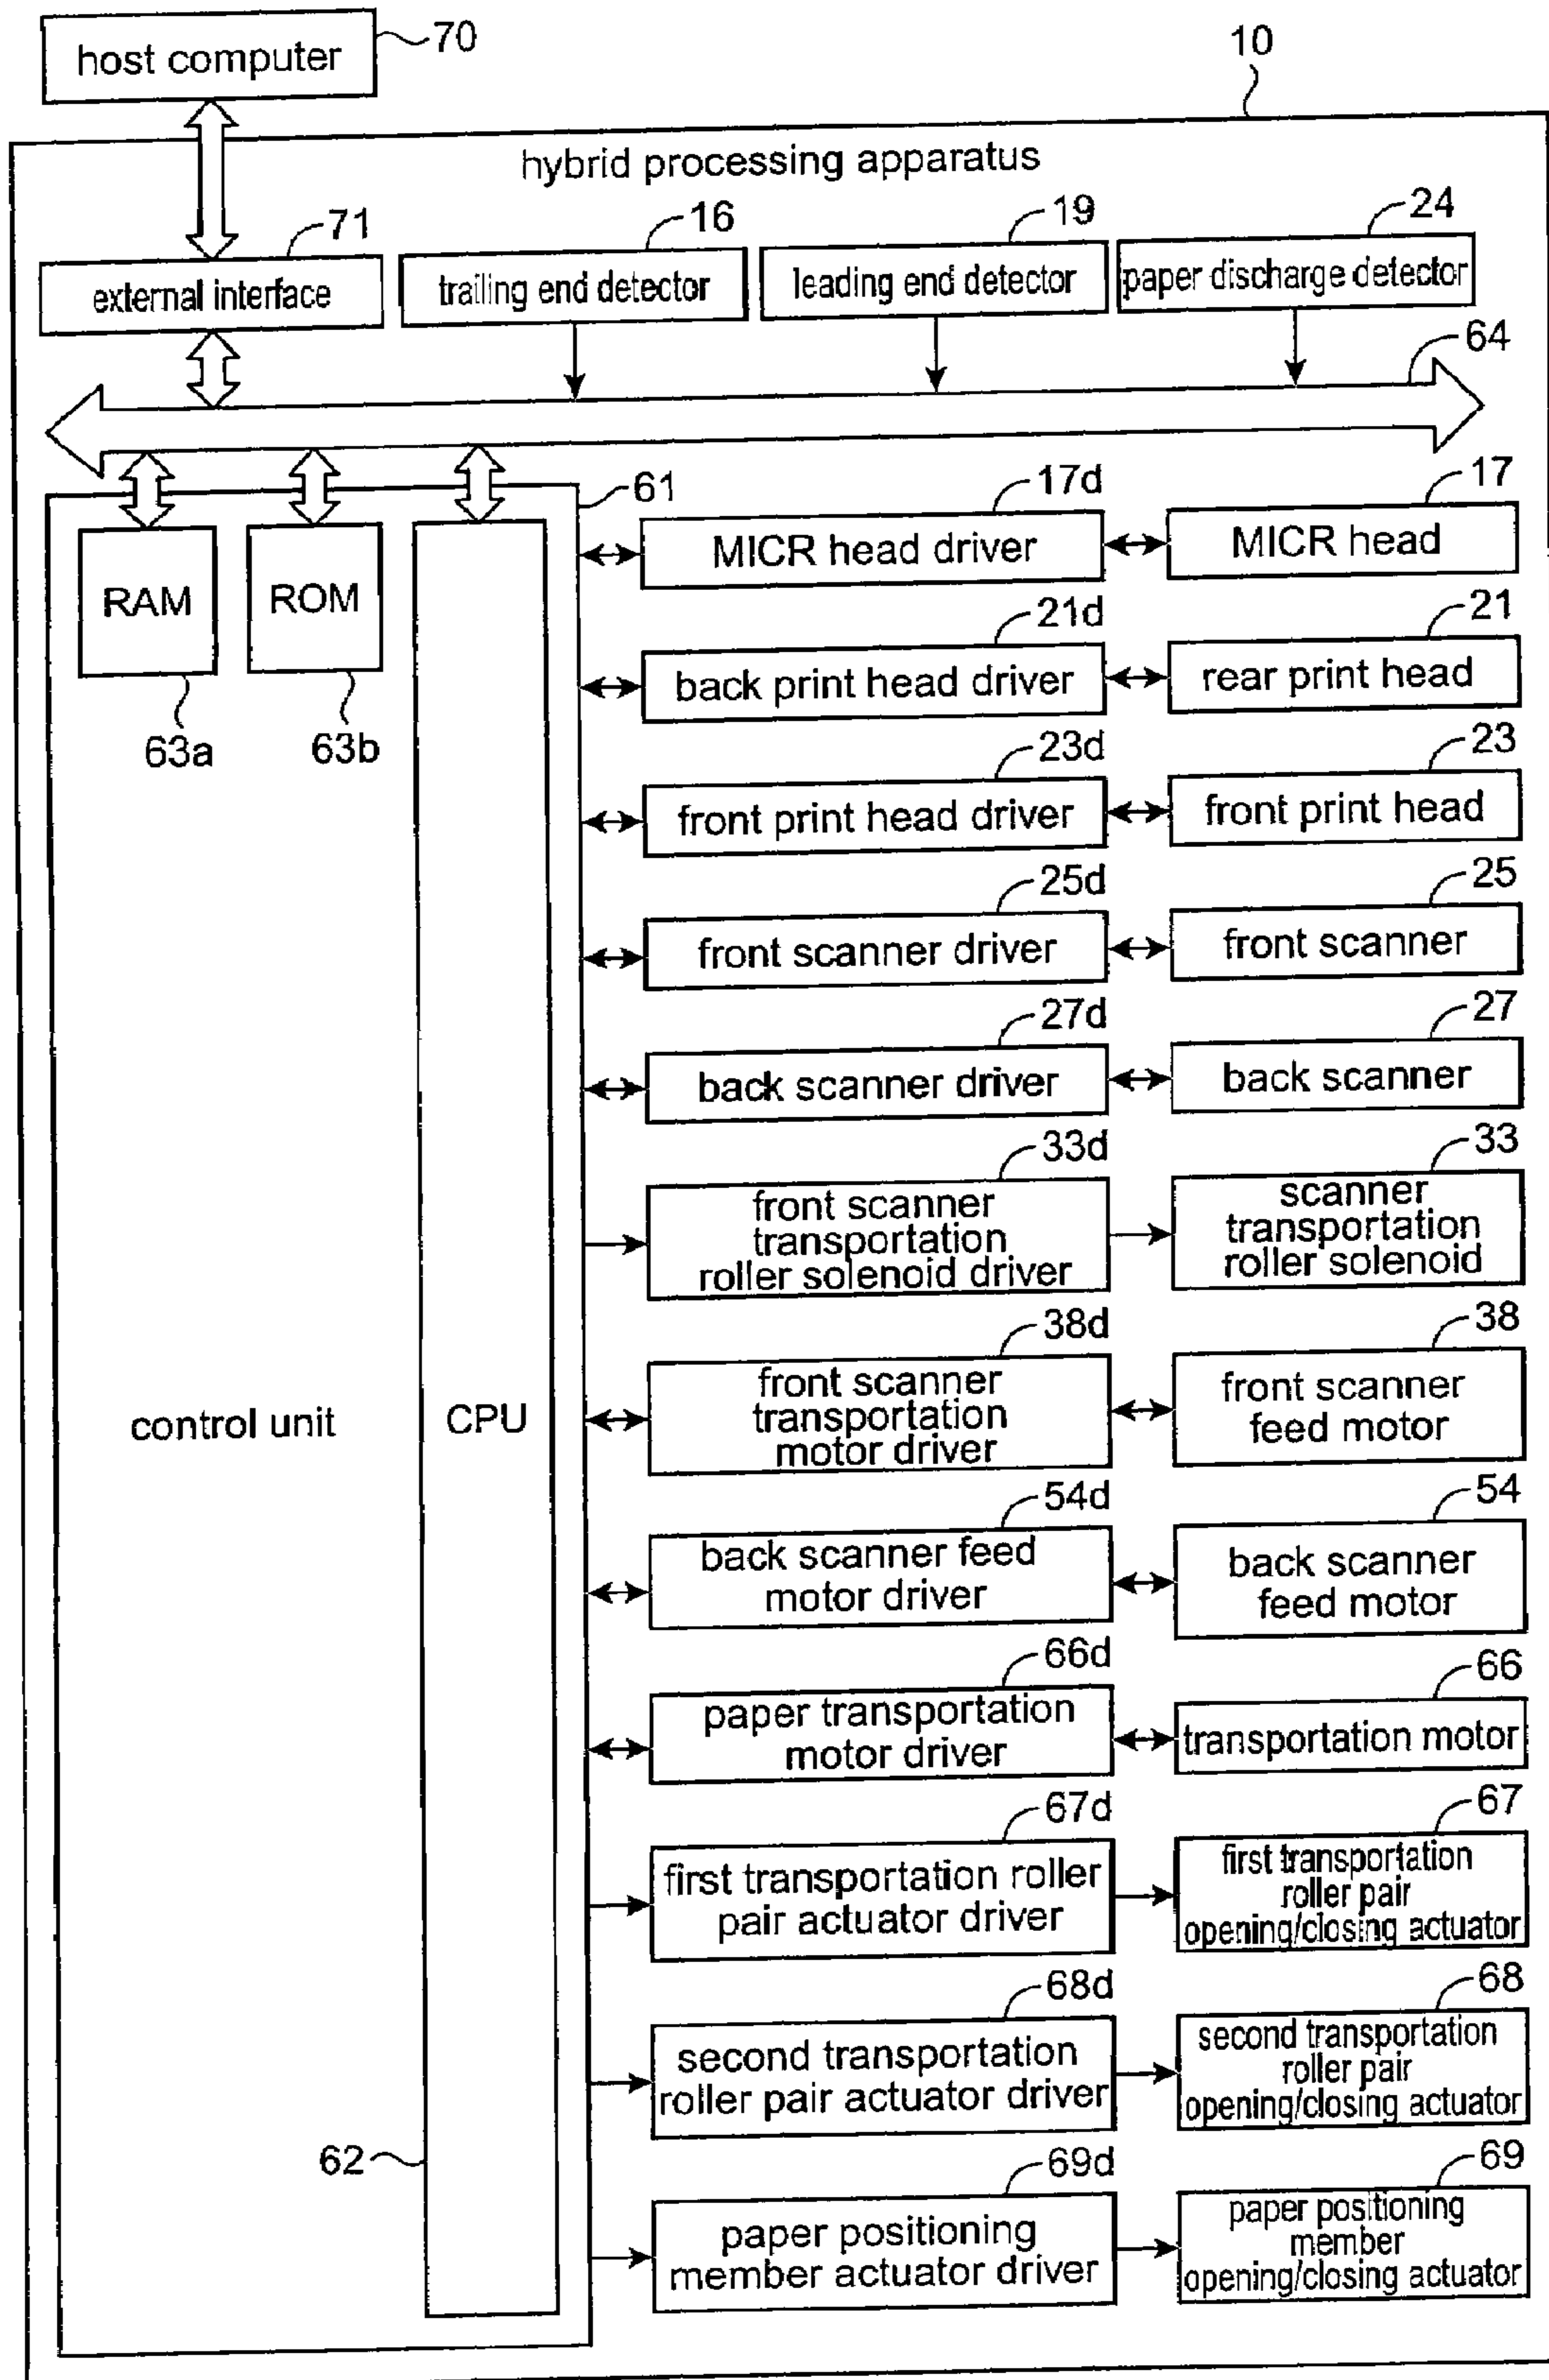 host computer
70
10
hybrid processing apparatus
71
16
19
24
external interface
trailing end detector
leading end detector
paper discharge detector
64
61
17d
17
RAM
ROM
MICR head driver
MICR head
63a
63b
21d
21
back print head driver
rear print head
23d
23
front print head driver
front print head
25d
25
front scanner driver
front scanner
27d
27
back scanner driver
back scanner
33d
33
front scanner
transportation
roller solenoid driver
scanner
transportation
roller solenoid
38d
38
control unit
CPU
front scanner
transportation
motor driver
front scanner
feed motor
54d
54
back scanner feed
motor driver
back scanner
feed motor
66d
66
paper transportation
motor driver
transportation motor
67d
67
first transportation roller
pair actuator driver
first transportation
roller pair
opening/closing actuator
68d
68
second transportation
roller pair actuator driver
second transportation
roller pair
opening/closing actuator
62
69d
69
paper positioning
member actuator driver
paper positioning
member
opening/closing actuator